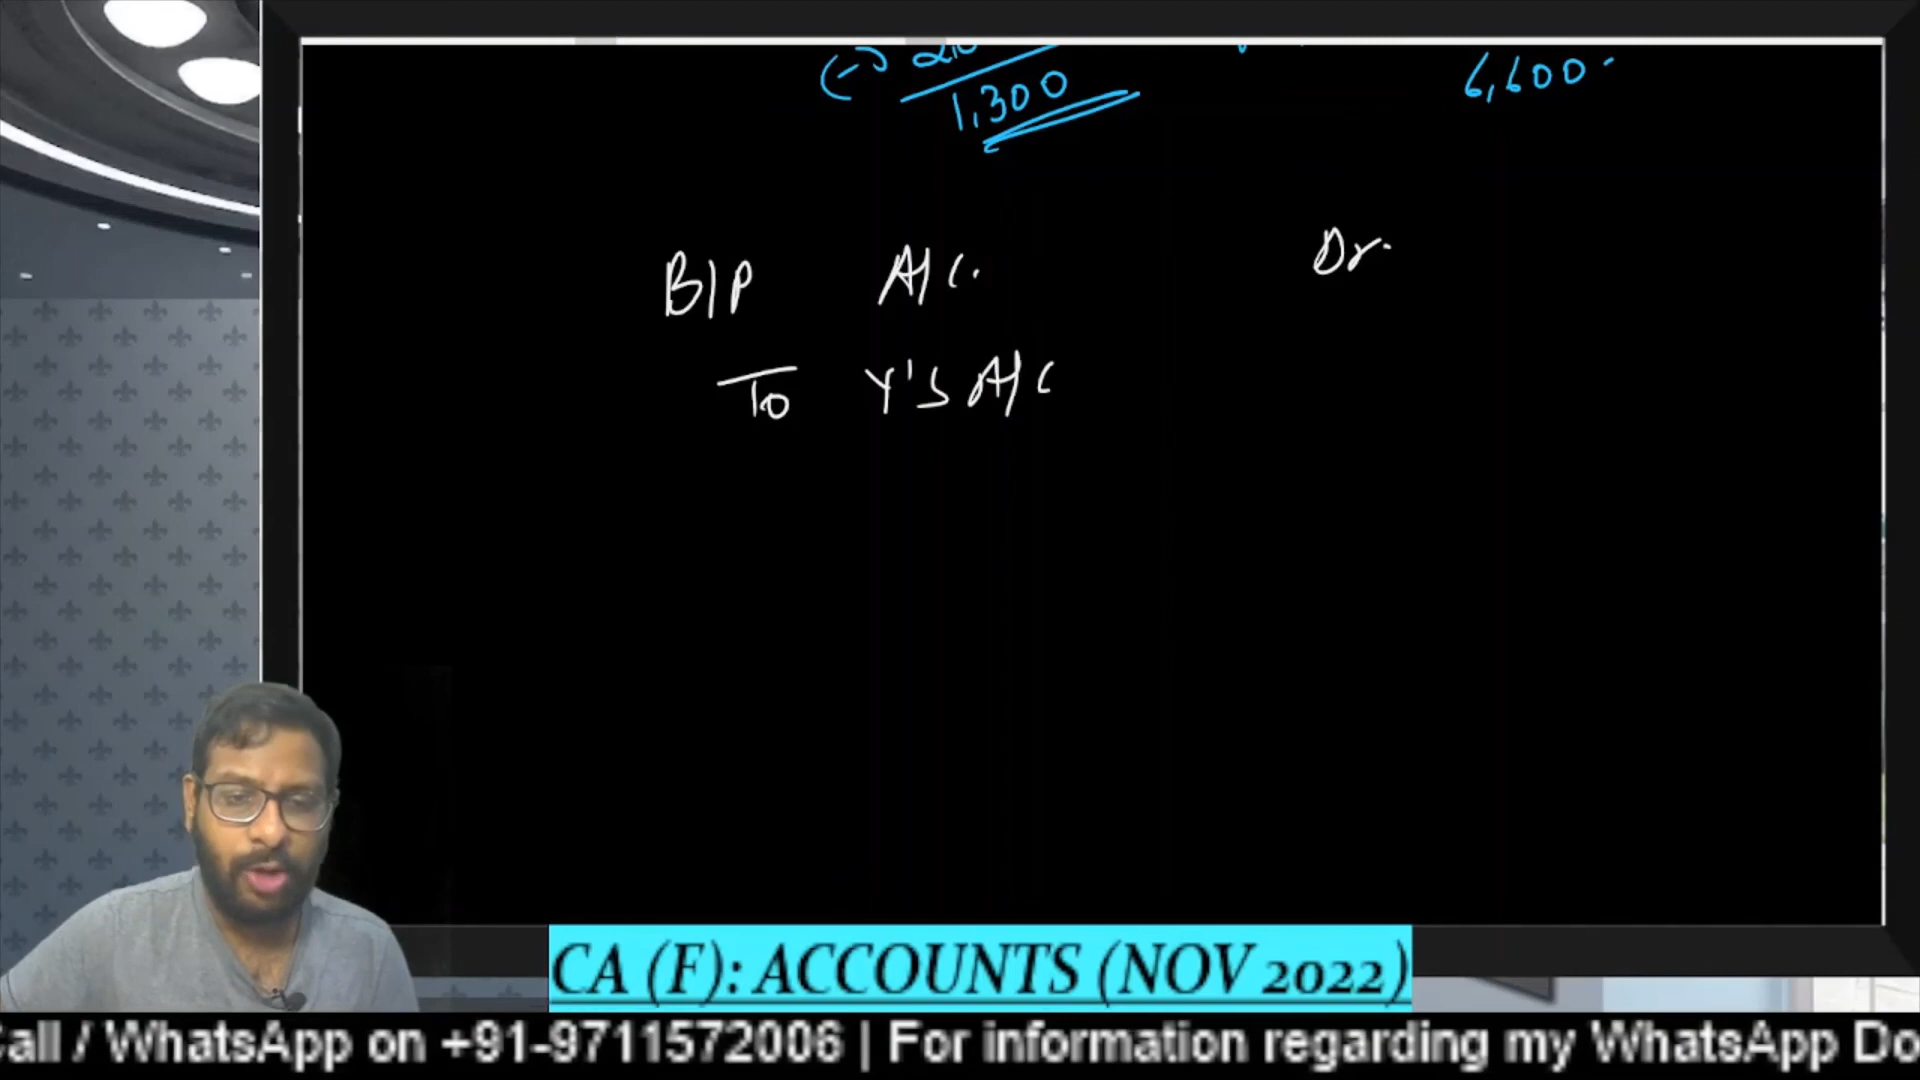 (-)
1,300
6,600
B/P A/C. Dr.
To Y's A/C
CA (F): ACCOUNTS (NOV 2022)
Call / WhatsApp on +91-9711572006 | For information regarding my WhatsApp Do